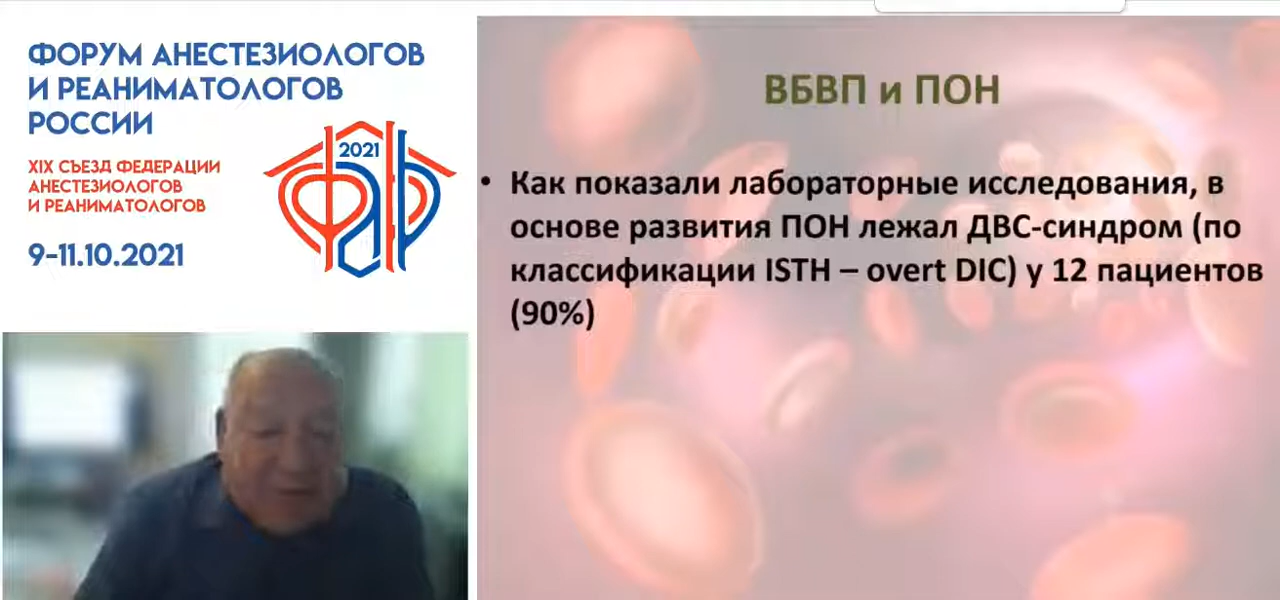 ФОРУМ АНЕСТЕЗИОЛОГОВ
И РЕАНИМАТОЛОГОВ
РОССИИ
XIX СЪЕЗД ФЕДЕРАЦИИ
АНЕСТЕЗИОЛОГОВ
И РЕАНИМАТОЛОГОВ
9-11.10.2021
2021
ФАР
ВБВП и ПОН
• Как показали лабораторные исследования, в
основе развития ПОН лежал ДВС-синдром (по
классификации ISTH – overt DIC) у 12 пациентов
(90%)